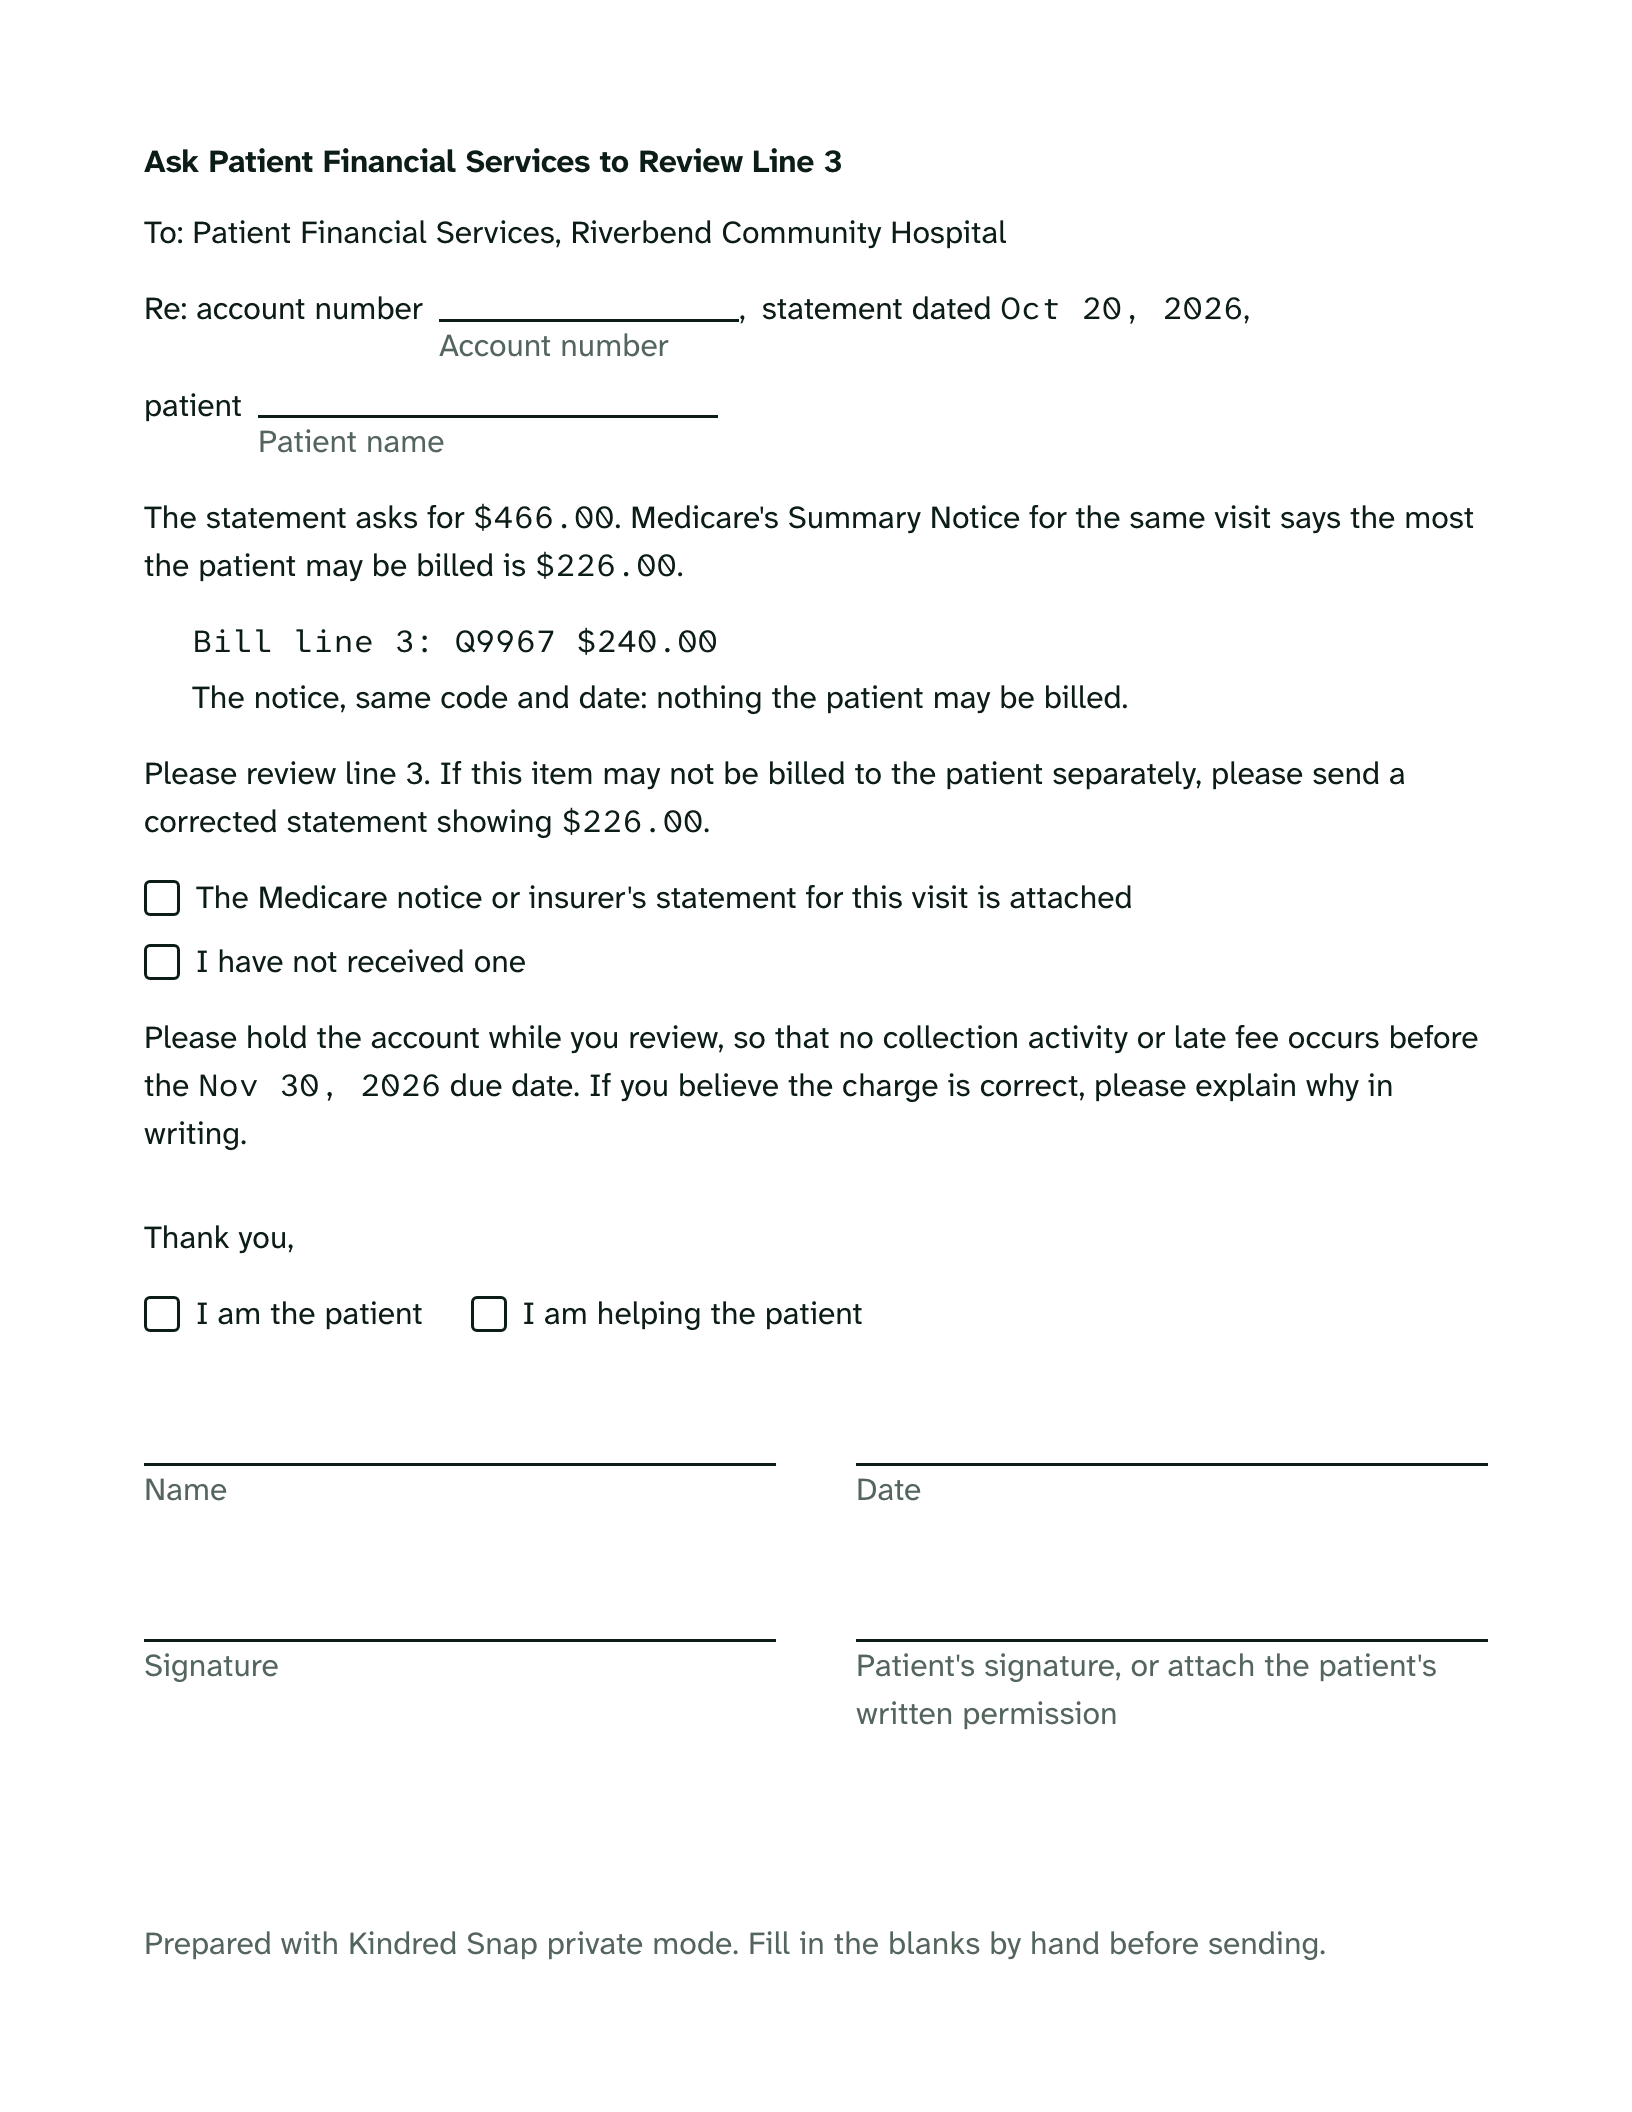 Ask Patient Financial Services to Review Line 3
To: Patient Financial Services, Riverbend Community Hospital
Re: account number , statement dated Oct 20, 2026,
Account number
patient
Patient name
The statement asks for $466.00. Medicare's Summary Notice for the same visit says the most
the patient may be billed is $226.00.
Bill line 3: Q9967 $240.00
The notice, same code and date: nothing the patient may be billed.
Please review line 3. If this item may not be billed to the patient separately, please send a
corrected statement showing $226.00.
The Medicare notice or insurer's statement for this visit is attached
I have not received one
Please hold the account while you review, so that no collection activity or late fee occurs before
the Nov 30, 2026 due date. If you believe the charge is correct, please explain why in
writing.
Thank you,
I am the patient I am helping the patient
Name Date
Signature Patient's signature, or attach the patient's
written permission
Prepared with Kindred Snap private mode. Fill in the blanks by hand before sending.